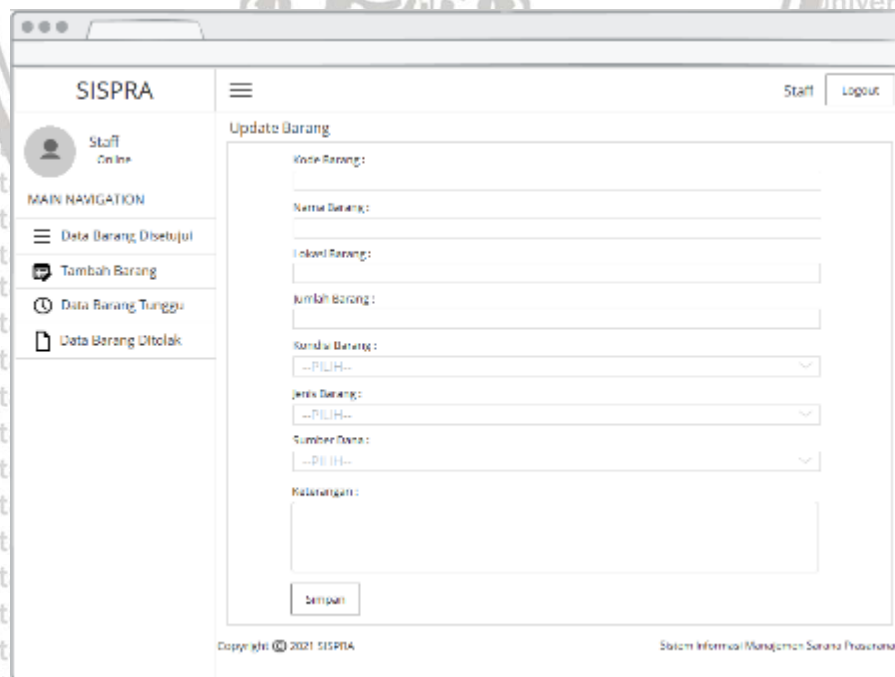 Univer
SISPRA
Staff
Logout
Staff
Online
MAIN NAVIGATION
Data Barang Disetujui
Tambah Barang
Data Barang Tunggu
Data Barang Ditolak
Update Barang
Kode Barang :
Nama Barang :
Lokasi Barang :
Jumlah Barang :
Kondisi Barang :
--PILIH--
Jenis Barang :
--PILIH--
Sumber Dana :
--PILIH--
Keterangan :
Simpan
Copyright © 2021 SISPRA
Sistem Informasi Manajemen Sarana Prasarana